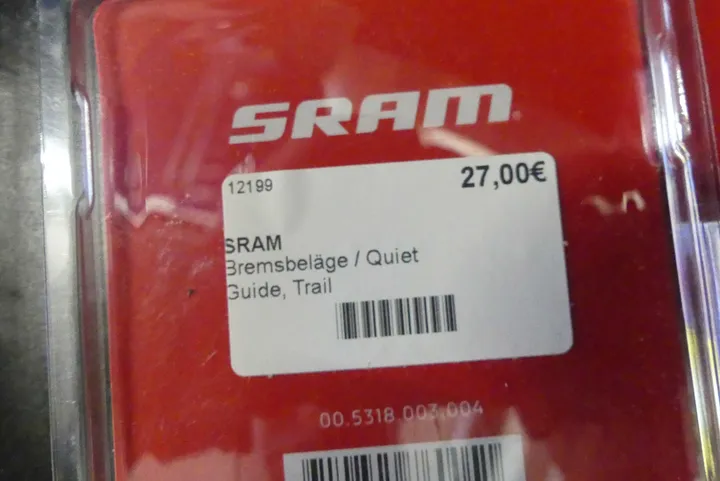 SRAM
12199 27,00€
SRAM
Bremsbeläge / Quiet
Guide, Trail
00.5318.003.004